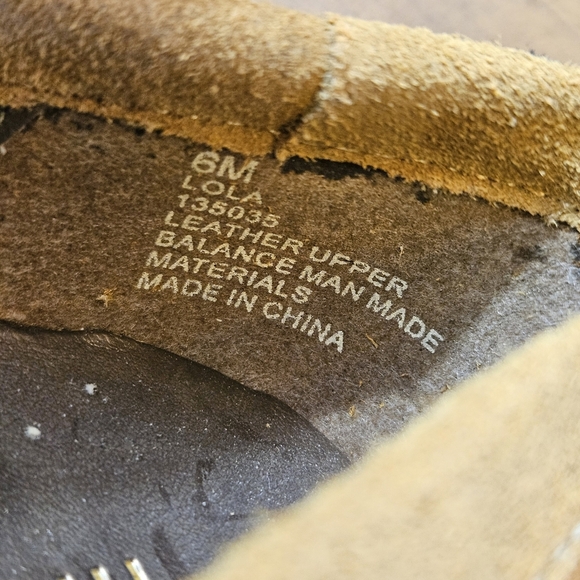 6M
LOLA
135035
LEATHER UPPER
BALANCE MAN MADE
MATERIALS
MADE IN CHINA